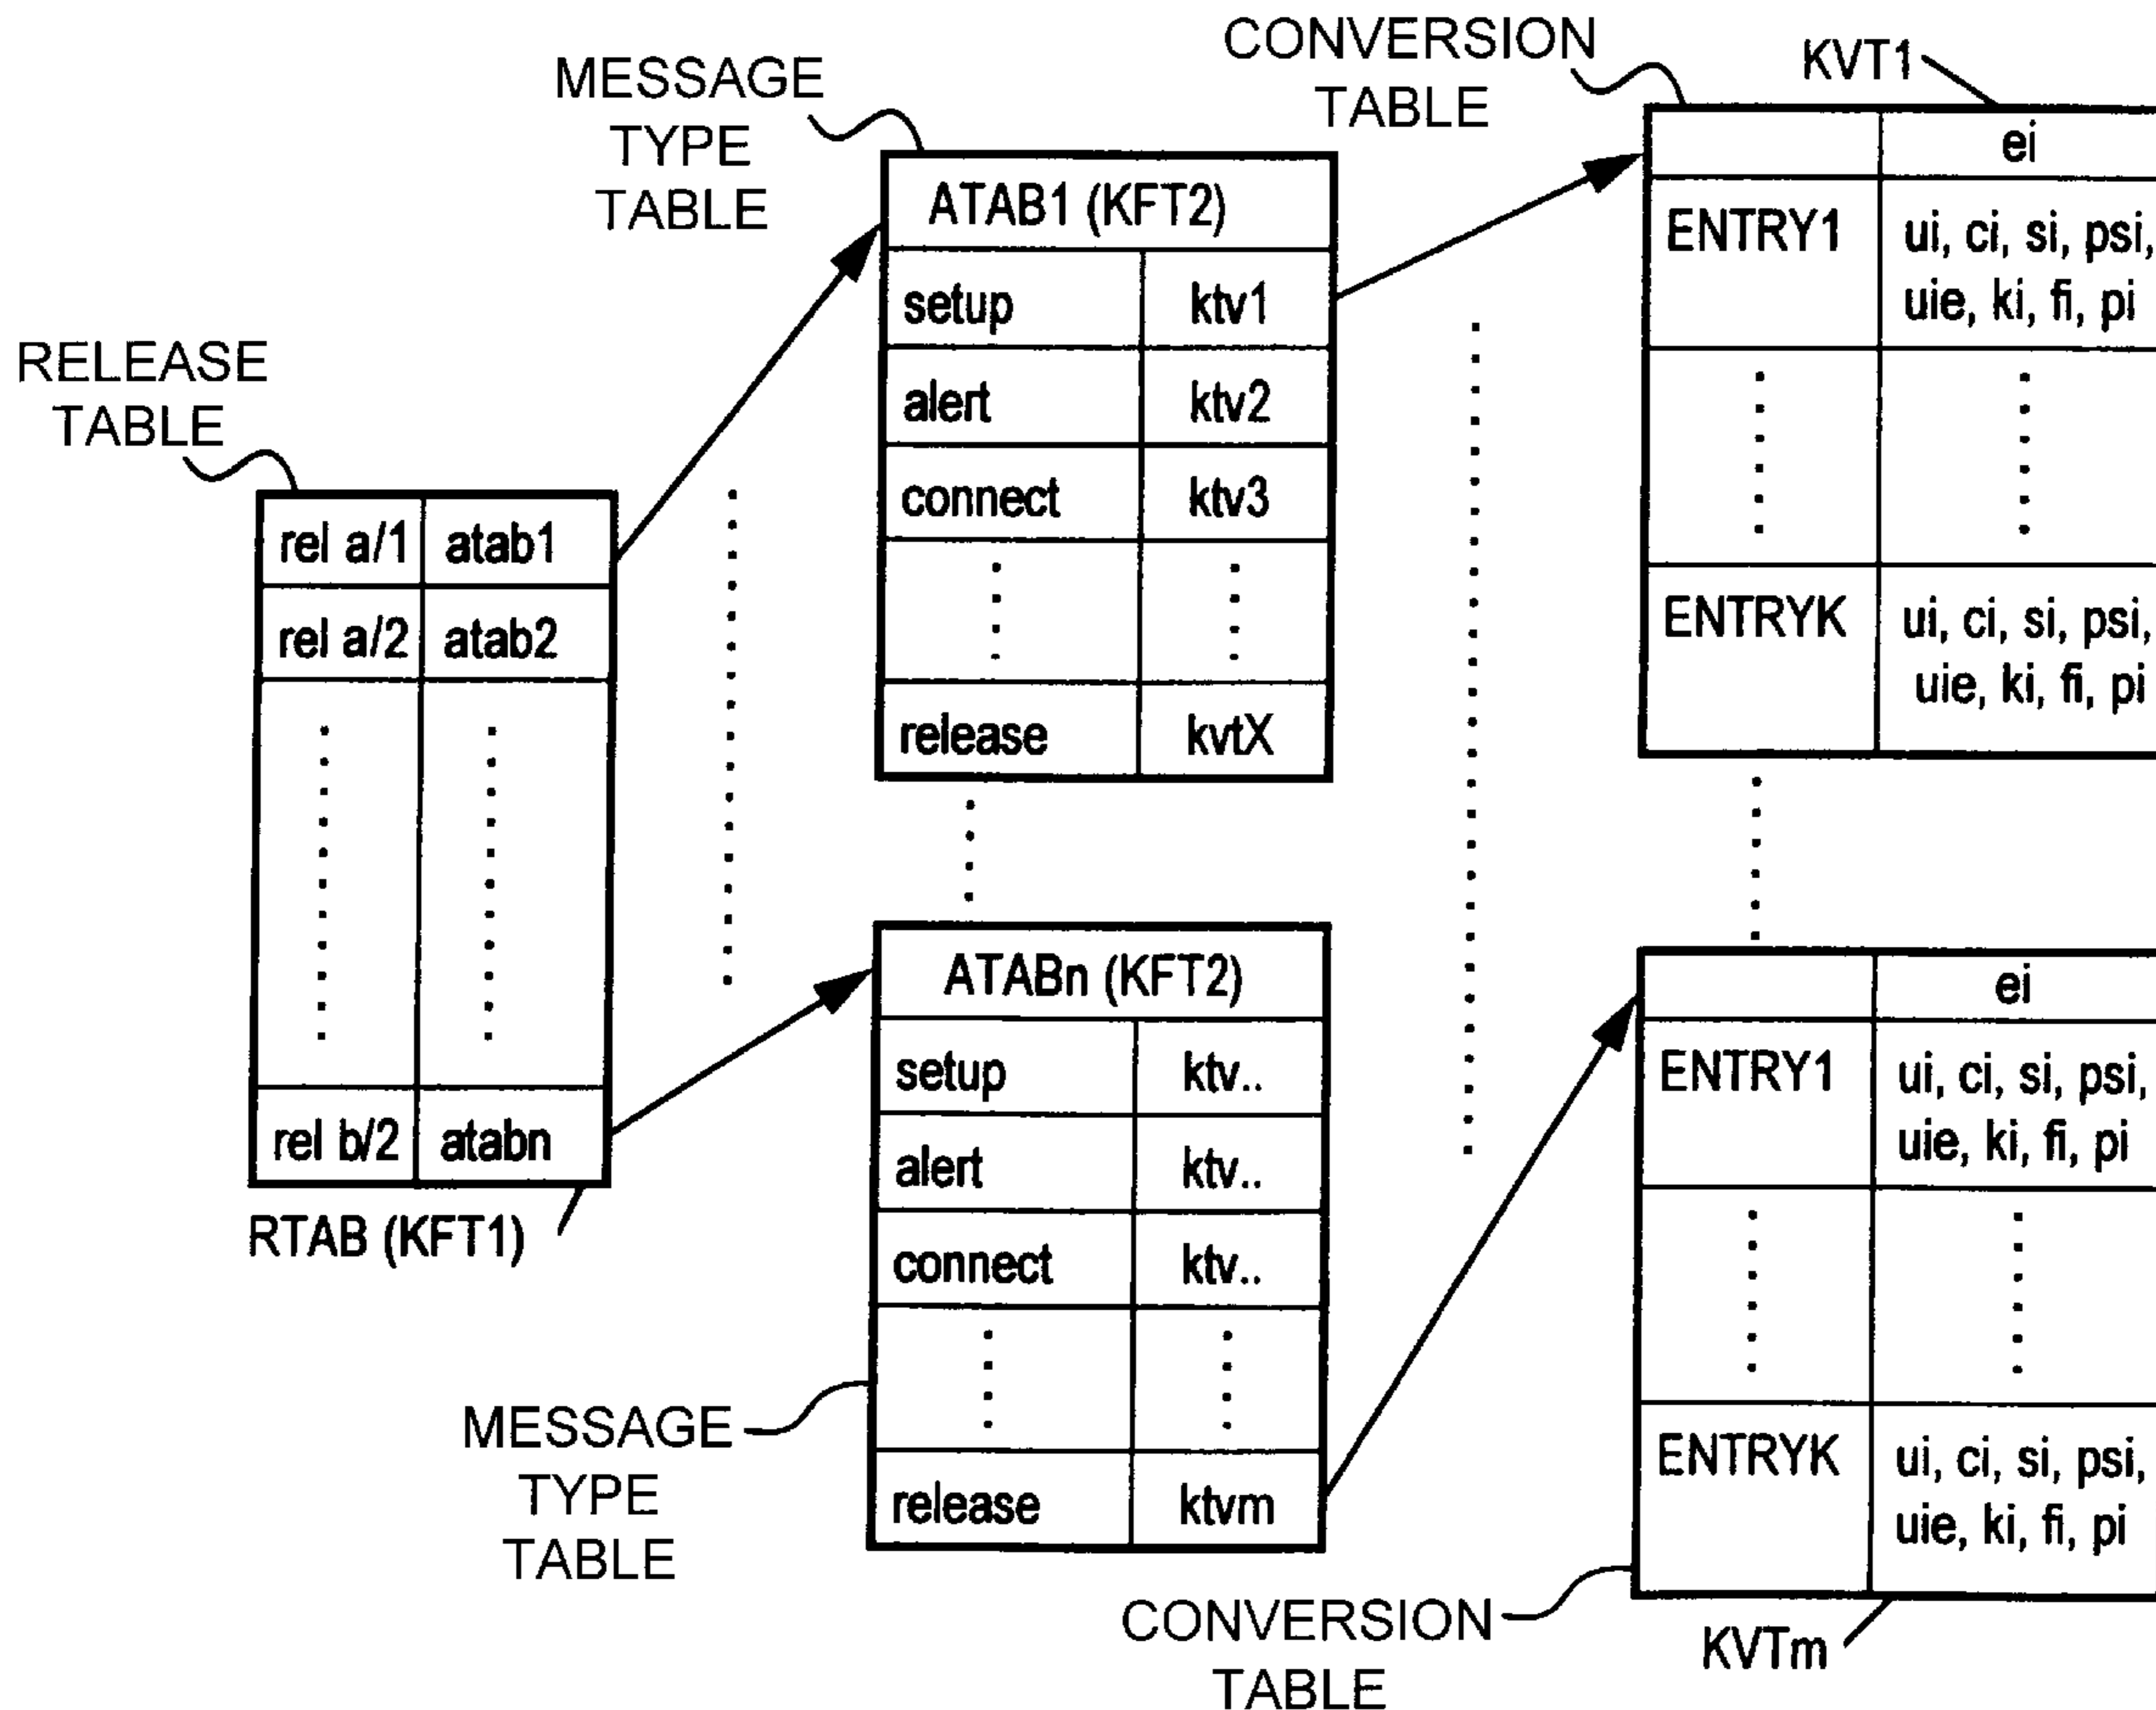 CONVERSION
TABLE
KVT1
MESSAGE
TYPE
TABLE
RELEASE
TABLE
rel a/1 atab1
rel a/2 atab2
rel b/2 atabn
RTAB (KFT1)
ATAB1 (KFT2)
setup ktv1
alert ktv2
connect ktv3
release kvtX
ATABn (KFT2)
setup ktv..
alert ktv..
connect ktv..
release ktvm
MESSAGE
TYPE
TABLE
ei
ENTRY1 ui, ci, si, psi,
uie, ki, fi, pi
ENTRYK ui, ci, si, psi,
uie, ki, fi, pi
ei
ENTRY1 ui, ci, si, psi,
uie, ki, fi, pi
ENTRYK ui, ci, si, psi,
uie, ki, fi, pi
CONVERSION
TABLE
KVTm